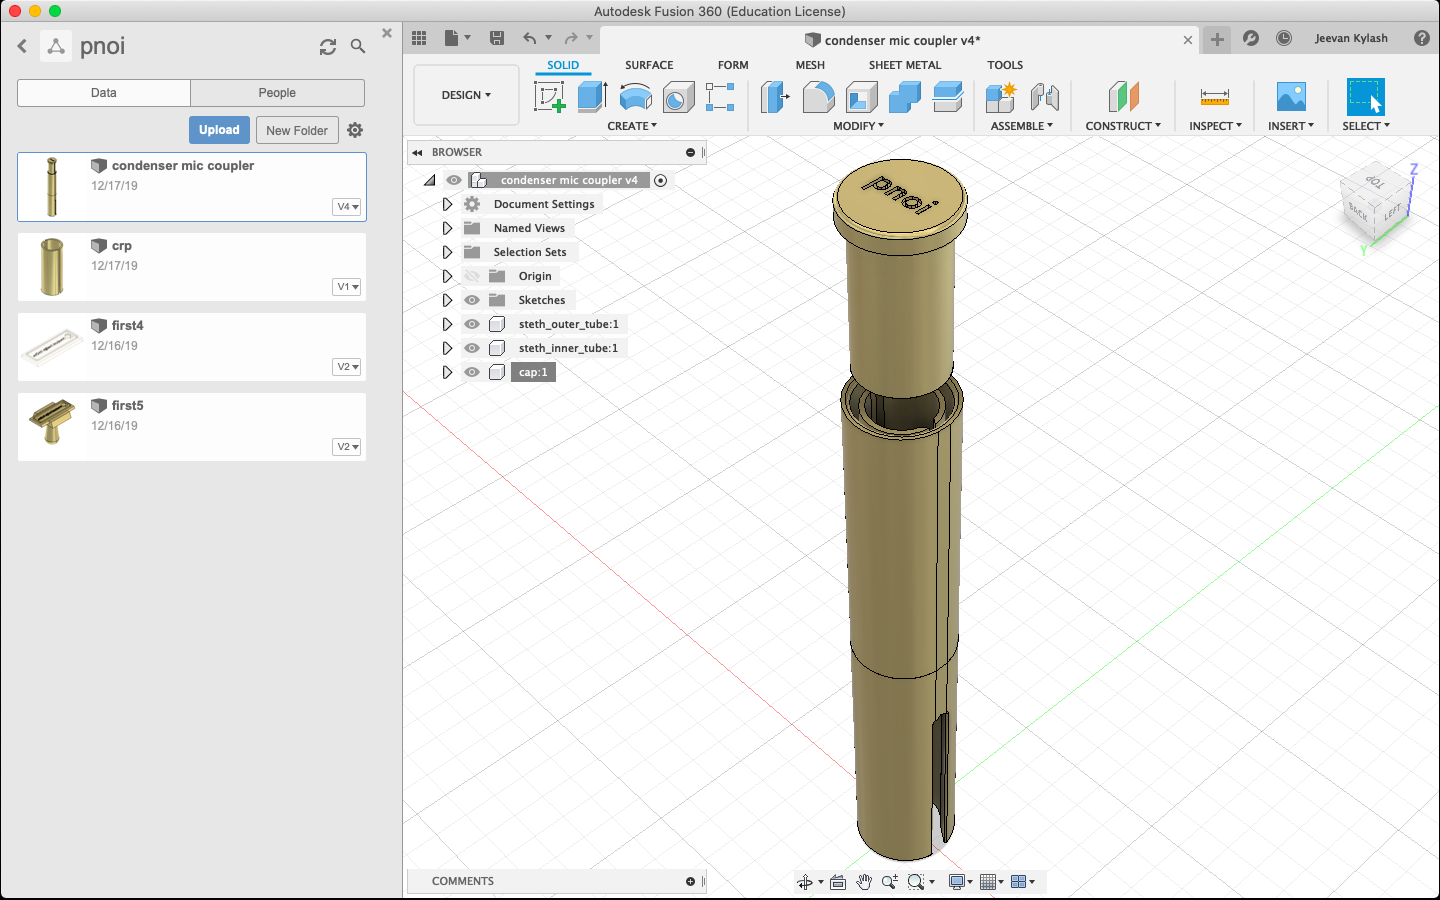 Autodesk Fusion 360 (Education License)
pnoi
Data
People
Upload
New Folder
condenser mic coupler
12/17/19
V4
crp
12/17/19
V1
first4
12/16/19
V2
first5
12/16/19
V2
condenser mic coupler v4*
Jeevan Kylash
SOLID
SURFACE
FORM
MESH
SHEET METAL
TOOLS
DESIGN
CREATE
MODIFY
ASSEMBLE
CONSTRUCT
INSPECT
INSERT
SELECT
BROWSER
condenser mic coupler v4
Document Settings
Named Views
Selection Sets
Origin
Sketches
steth_outer_tube:1
steth_inner_tube:1
cap:1
pnoi
TOP
BACK
LEFT
Z
Y
COMMENTS